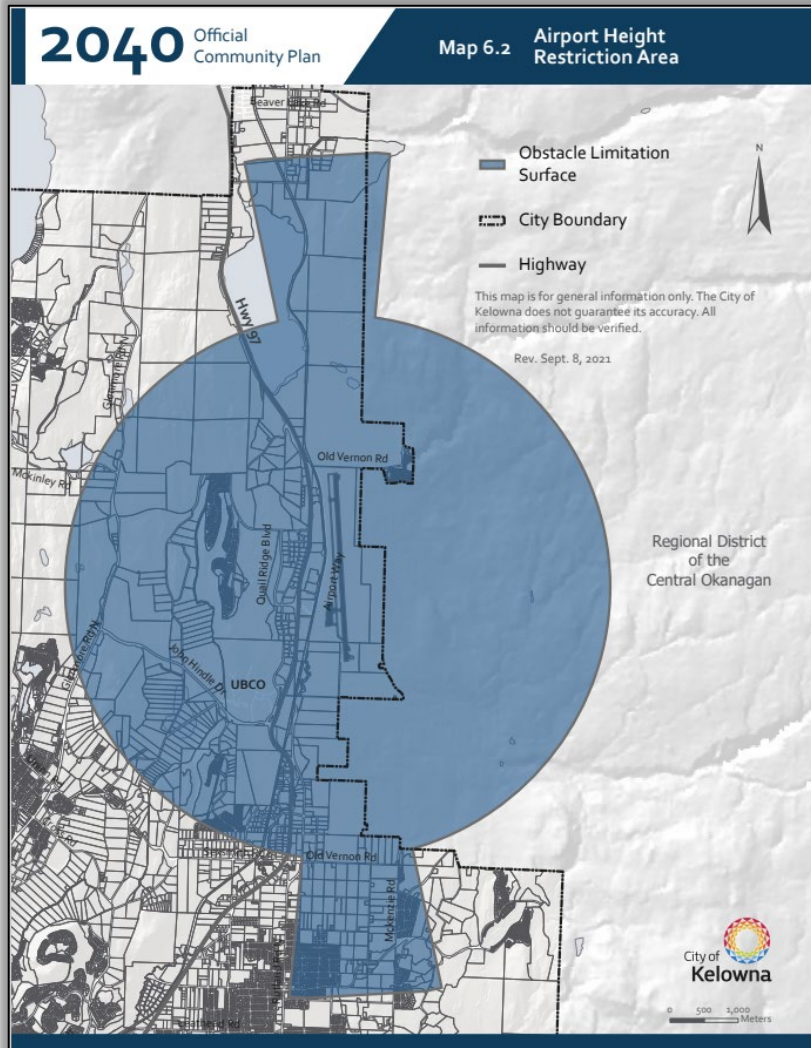 2040 Official
Community Plan
Map 6.2
Airport Height
Restriction Area
Beaver Lake Rd
Obstacle Limitation
Surface
City Boundary
Highway
N
This map is for general information only. The City of
Kelowna does not guarantee its accuracy. All
information should be verified.
Rev. Sept. 8, 2021
Hwy 97
Glenmore Rd N
Old Vernon Rd
McKinley Rd
Quail Ridge Blvd
Airport Way
Regional District
of the
Central Okanagan
Glenmore Rd N
John Hindle Dr
UBCO
Old Vernon Rd
McKenzie Rd
City of
Kelowna
0 500 1,000
Meters